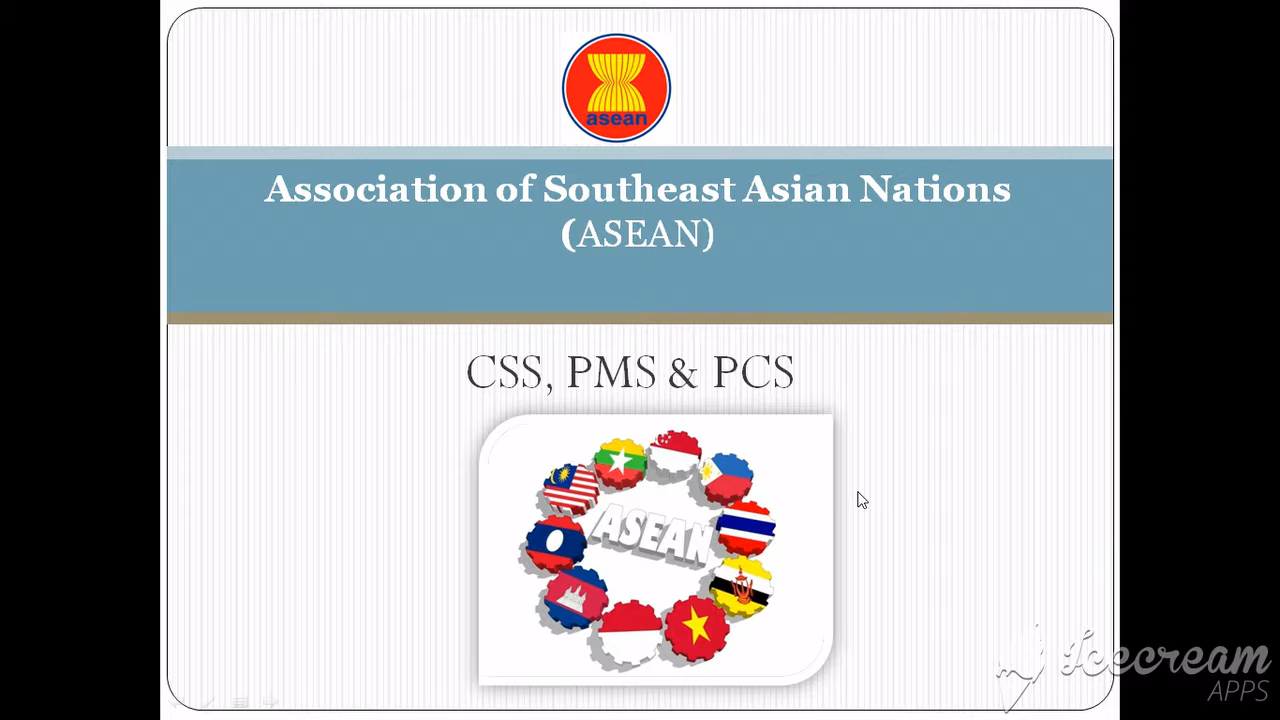 asean
Association of Southeast Asian Nations
(ASEAN)
CSS, PMS & PCS
ASEAN
Icecream
APPS